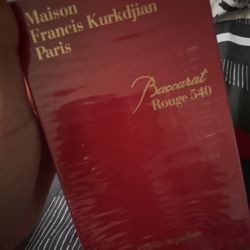 Maison
Francis Kurkdjian
Paris
Baccarat
Rouge 540